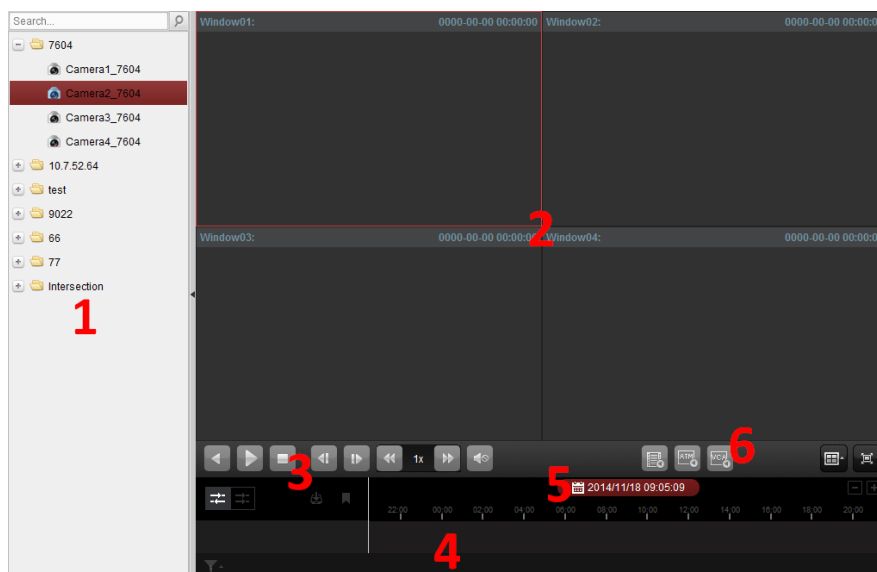 Search...
7604
Camera1_7604
Camera2_7604
Camera3_7604
Camera4_7604
10.7.52.64
test
9022
66
77
Intersection
1
Window01: 0000-00-00 00:00:00
Window02: 0000-00-00 00:00:0
2
Window03: 0000-00-00 00:00:00
Window04: 0000-00-00 00:00:0
3
1x
ATM
VCA
6
5
2014/11/18 09:05:09
22:00 00:00 02:00 04:00 06:00 08:00 10:00 12:00 14:00 16:00 18:00 20:00
4